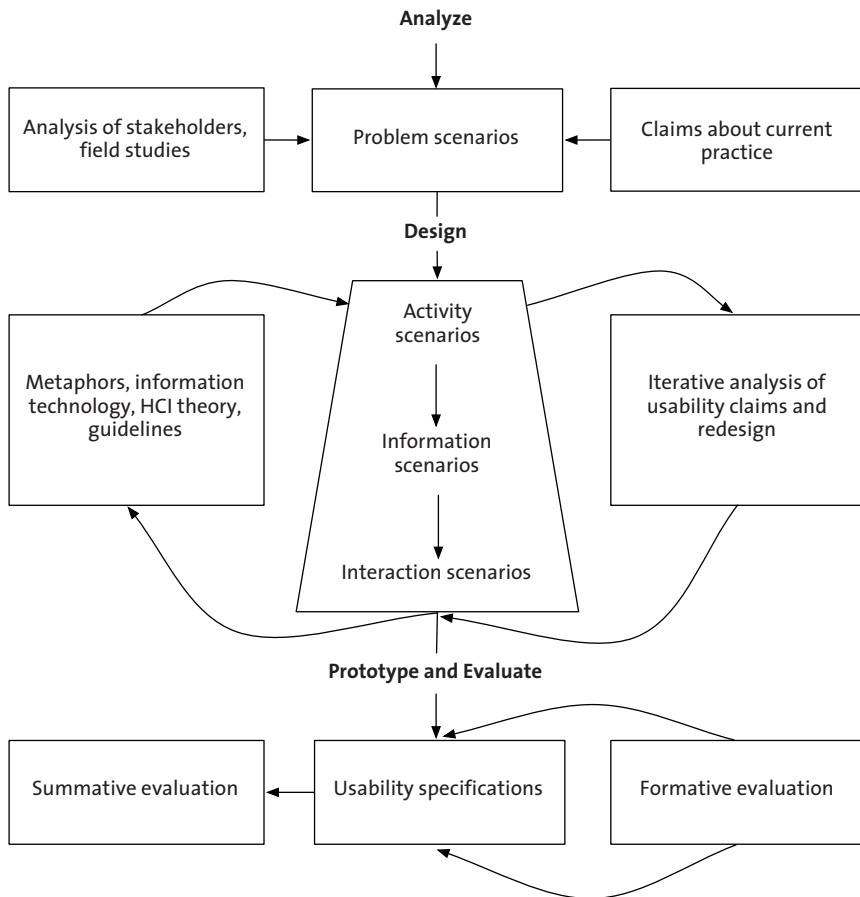 Analyze
Analysis of stakeholders,
field studies
Problem scenarios
Claims about current
practice
Design
Metaphors, information
technology, HCI theory,
guidelines
Activity
scenarios
Information
scenarios
Interaction scenarios
Iterative analysis of
usability claims and
redesign
Prototype and Evaluate
Summative evaluation
Usability specifications
Formative evaluation